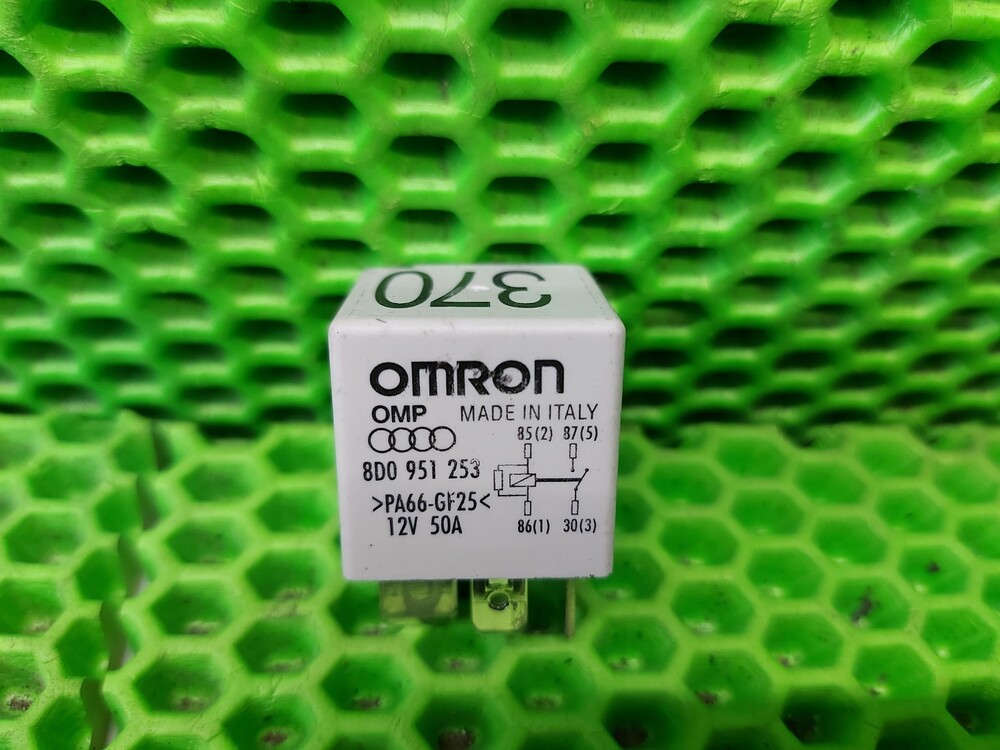 370
OMRON
OMP MADE IN ITALY
85(2) 87(5)
8D0 951 253
>PA66-GF25<
12V 50A
86(1) 30(3)